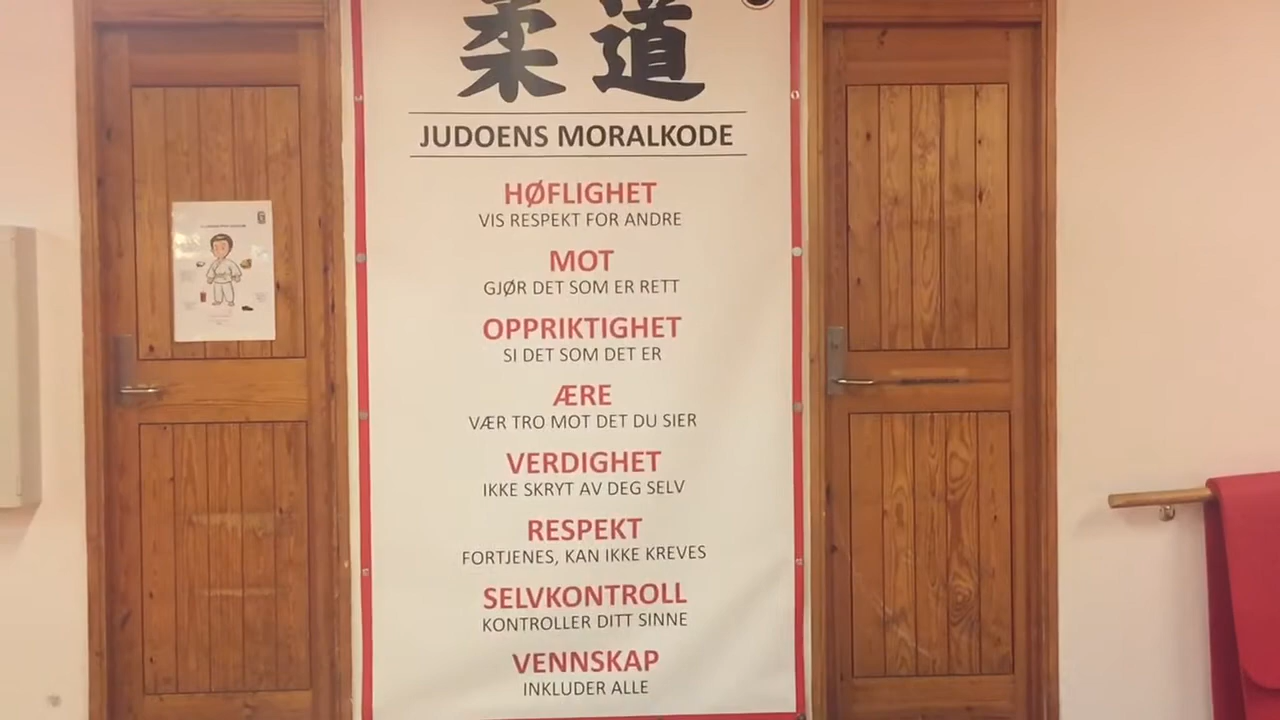 柔道
JUDOENS MORALKODE
HØFLIGHET
VIS RESPEKT FOR ANDRE
MOT
GJØR DET SOM ER RETT
OPPRIKTIGHET
SI DET SOM DET ER
ÆRE
VÆR TRO MOT DET DU SIER
VERDIGHET
IKKE SKRYT AV DEG SELV
RESPEKT
FORTJENES, KAN IKKE KREVES
SELVKONTROLL
KONTROLLER DITT SINNE
VENNSKAP
INKLUDER ALLE